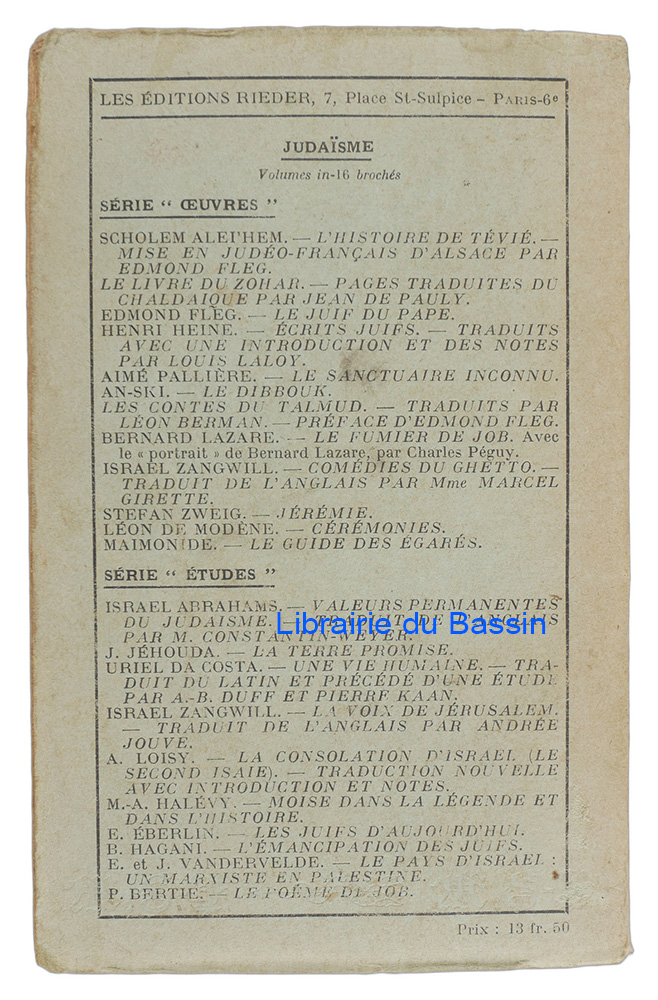 LES ÉDITIONS RIEDER, 7, Place St-Sulpice – PARIS-6e
JUDAÏSME
Volumes in-16 brochés
SÉRIE “ ŒUVRES ”
SCHOLEM ALEI'HEM. — L'HISTOIRE DE TÉVIÉ. —
MISE EN JUDÉO-FRANÇAIS D'ALSACE PAR
EDMOND FLEG.
LE LIVRE DU ZOHAR. — PAGES TRADUITES DU
CHALDAIQUE PAR JEAN DE PAULY.
EDMOND FLEG. — LE JUIF DU PAPE.
HENRI HEINE. — ÉCRITS JUIFS. — TRADUITS
AVEC UNE INTRODUCTION ET DES NOTES
PAR LOUIS LALOY.
AIMÉ PALLIÈRE. — LE SANCTUAIRE INCONNU.
AN-SKI. — LE DIBBOUK.
LES CONTES DU TALMUD. — TRADUITS PAR
LÉON BERMAN. — PRÉFACE D'EDMOND FLEG.
BERNARD LAZARE. — LE FUMIER DE JOB. Avec
le « portrait » de Bernard Lazare, par Charles Péguy.
ISRAËL ZANGWILL. — COMÉDIES DU GHETTO. —
TRADUIT DE L'ANGLAIS PAR Mme MARCEL
GIRETTE.
STEFAN ZWEIG. — JÉRÉMIE.
LÉON DE MODÈNE. — CÉRÉMONIES.
MAIMONIDE. — LE GUIDE DES ÉGARÉS.
SÉRIE “ ÉTUDES ”
ISRAEL ABRAHAMS. — VALEURS PERMANENTES
DU JUDAISME. — TRADUIT DE L'ANGLAIS
Librairie du Bassin
PAR M. CONSTANTIN-WEYER.
J. JÉHOUDA. — LA TERRE PROMISE.
URIEL DA COSTA. — UNE VIE HUMAINE. — TRA-
DUIT DU LATIN ET PRÉCÉDÉ D'UNE ÉTUDE
PAR A.-B. DUFF ET PIERRE KAAN.
ISRAEL ZANGWILL. — LA VOIX DE JÉRUSALEM.
— TRADUIT DE L'ANGLAIS PAR ANDRÉE
JOUVE.
A. LOISY. — LA CONSOLATION D'ISRAEL (LE
SECOND ISAIE). — TRADUCTION NOUVELLE
AVEC INTRODUCTION ET NOTES.
M.-A. HALÉVY. — MOISE DANS LA LÉGENDE ET
DANS L'HISTOIRE.
E. ÉBERLIN. — LES JUIFS D'AUJOURD'HUI.
B. HAGANI. — L'ÉMANCIPATION DES JUIFS.
E. et J. VANDERVELDE. — LE PAYS D'ISRAEL :
UN MARXISTE EN PALESTINE.
P. BERTIE. — LE POÉME DE JOB.
Prix : 13 fr. 50